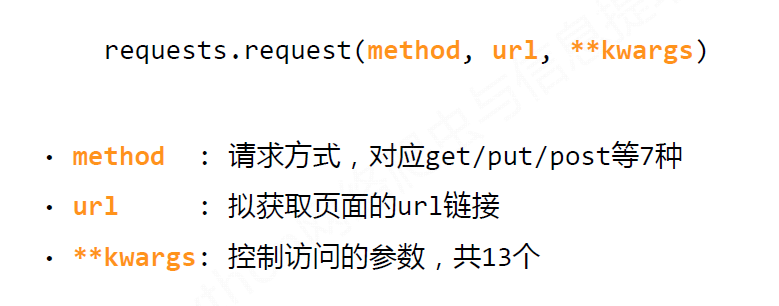 requests.request(method, url, **kwargs)
• method : 请求方式，对应get/put/post等7种
• url : 拟获取页面的url链接
• **kwargs: 控制访问的参数，共13个